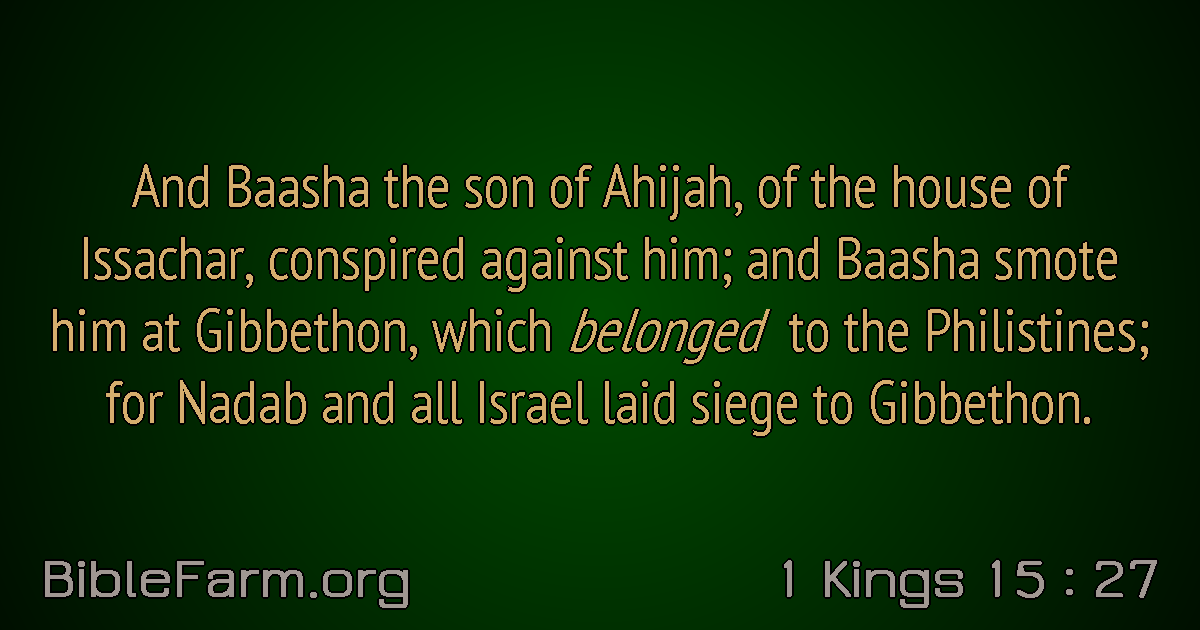 And Baasha the son of Ahijah, of the house of
Issachar, conspired against him; and Baasha smote
him at Gibbethon, which belonged to the Philistines;
for Nadab and all Israel laid siege to Gibbethon.
BibleFarm.org
1 Kings 15 : 27